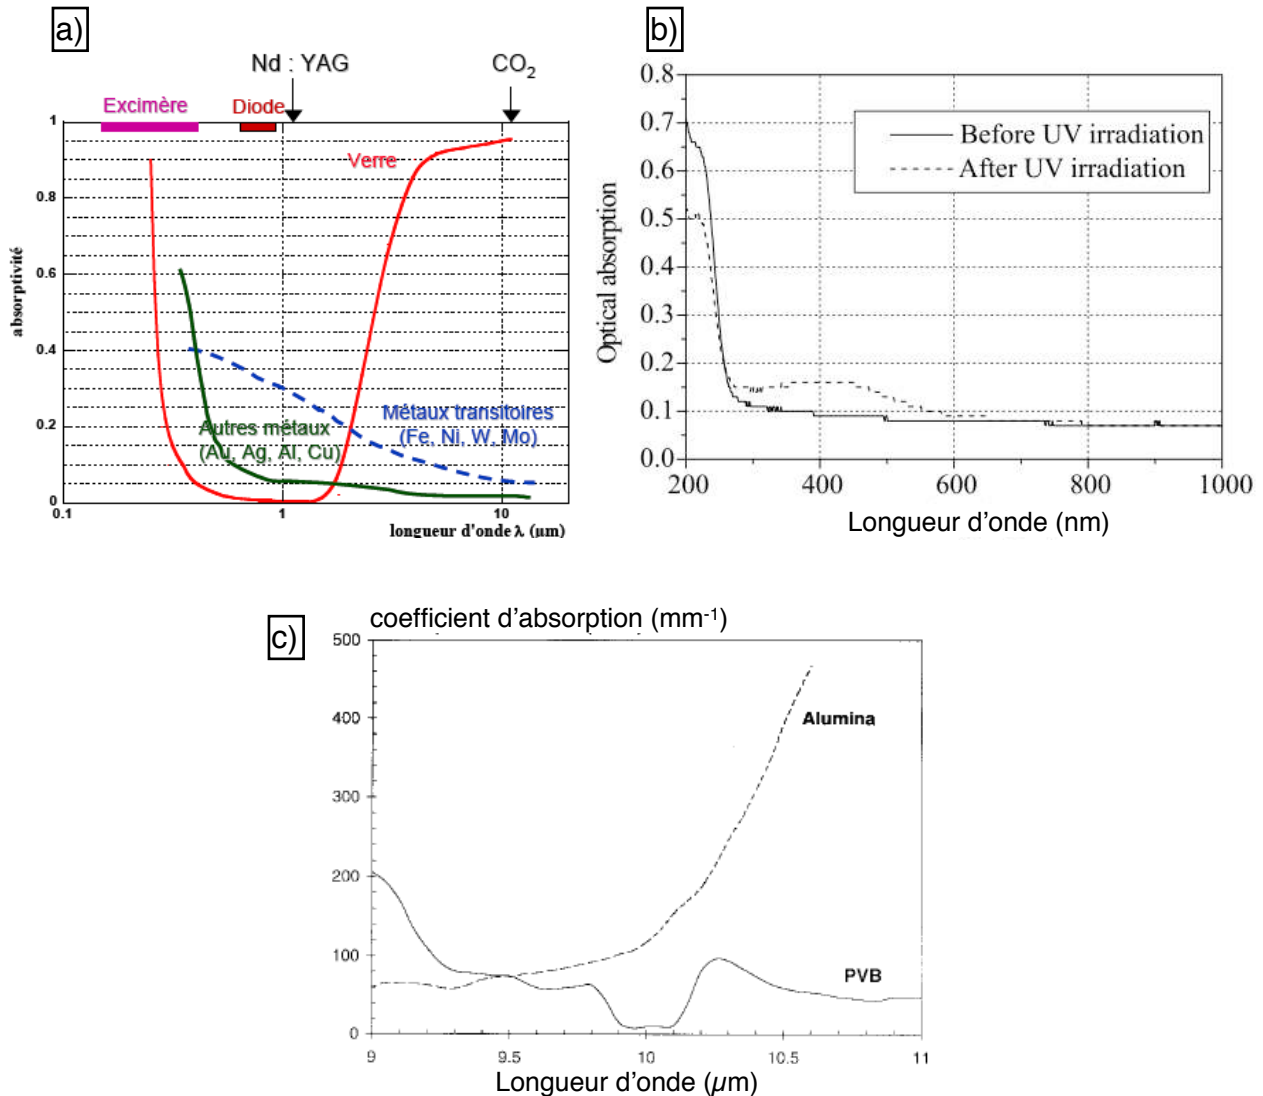 a)
Nd : YAG
CO2
Excimère
Diode
1
Verre
0.8
absorptivité
0.6
0.4
Métaux transitoires
(Fe, Ni, W, Mo)
0.2
Autres métaux
(Au, Ag, Al, Cu)
0
0.1
1
10
longueur d'onde λ (µm)
b)
0.8
0.7
Before UV irradiation
After UV irradiation
0.6
0.5
Optical absorption
0.4
0.3
0.2
0.1
0.0
200
400
600
800
1000
Longueur d’onde (nm)
c)
coefficient d’absorption (mm-1)
500
Alumina
400
300
200
100
PVB
0
9
9.5
10
10.5
11
Longueur d’onde (µm)